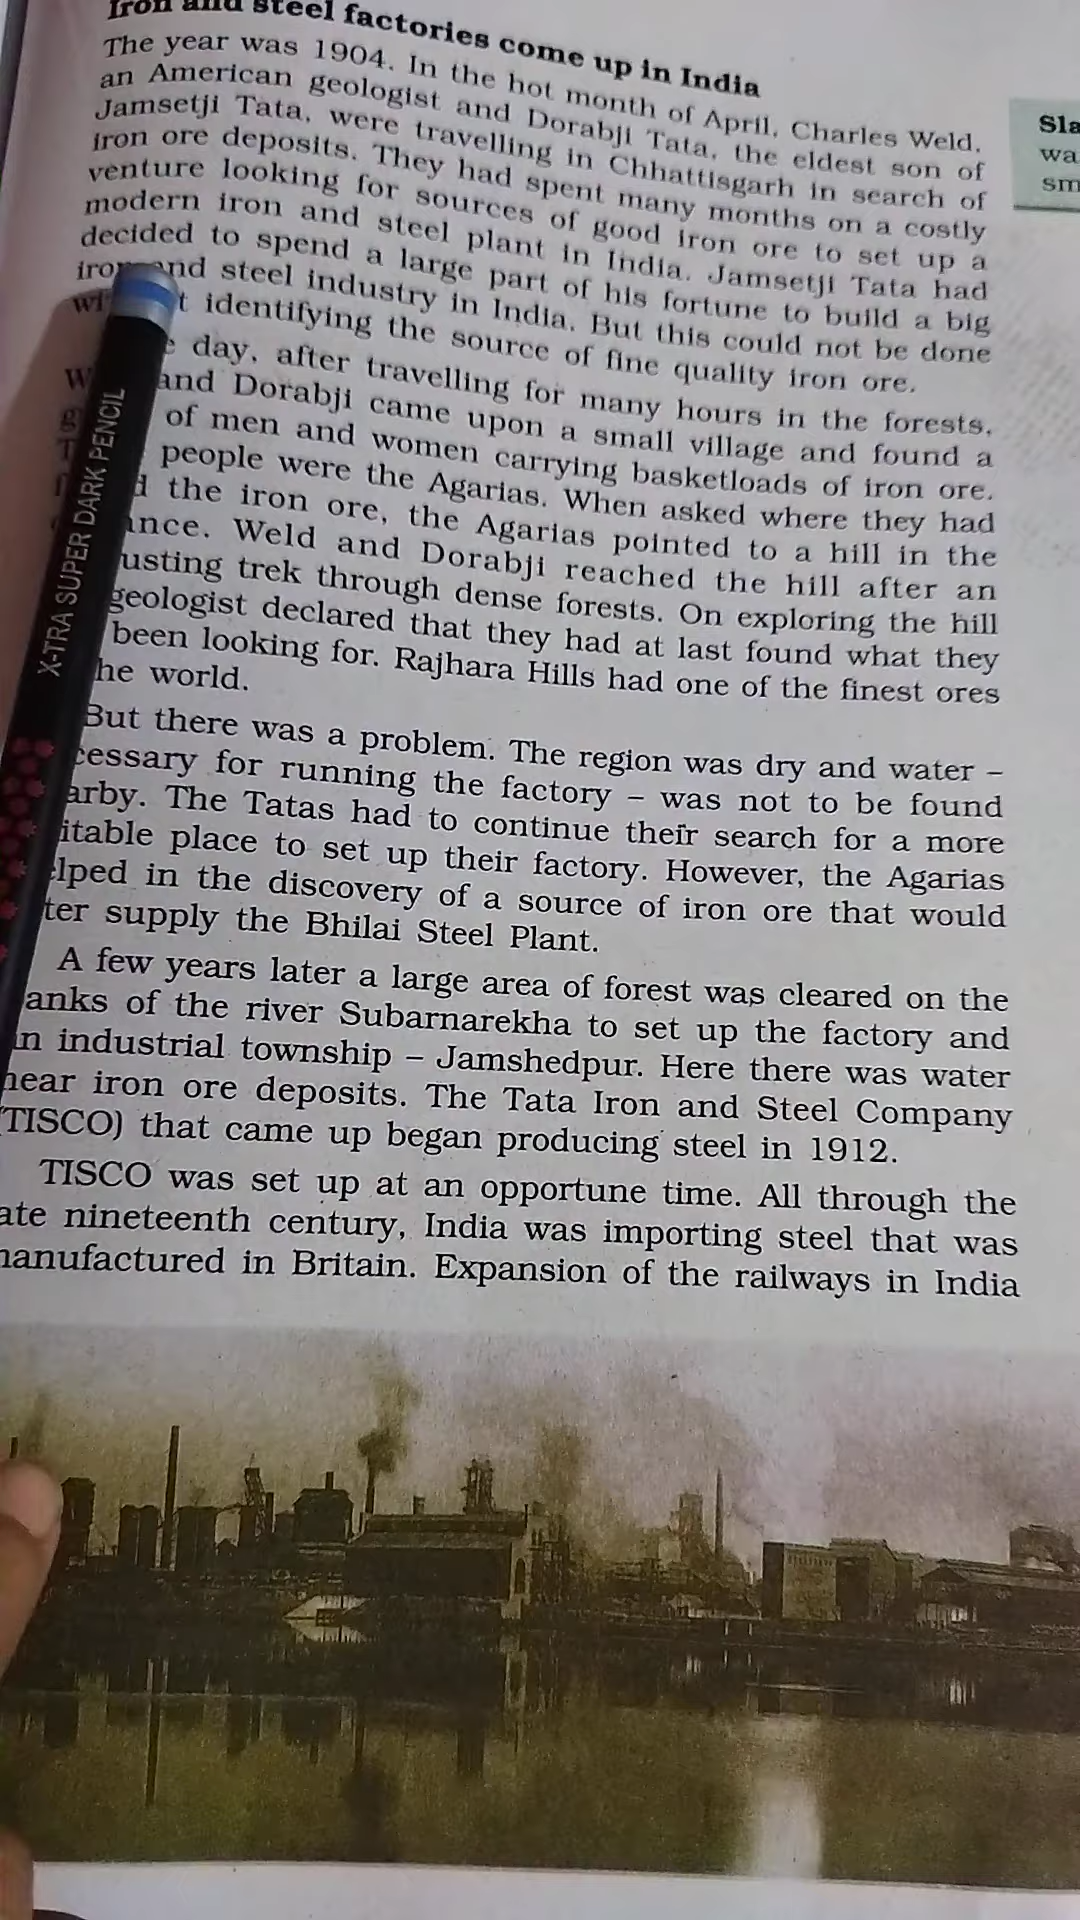 Iron and steel factories come up in India
The year was 1904. In the hot month of April, Charles Weld,
an American geologist and Dorabji Tata, the eldest son of
Jamsetji Tata, were travelling in Chhattisgarh in search of
iron ore deposits. They had spent many months on a costly
venture looking for sources of good iron ore to set up a
modern iron and steel plant in India. Jamsetji Tata had
decided to spend a large part of his fortune to build a big
iron and steel industry in India. But this could not be done
identifying the source of fine quality iron ore.
day, after travelling for many hours in the forests,
and Dorabji came upon a small village and found a
of men and women carrying basketloads of iron ore.
people were the Agarias. When asked where they had
the iron ore, the Agarias pointed to a hill in the
ance. Weld and Dorabji reached the hill after an
usting trek through dense forests. On exploring the hill
geologist declared that they had at last found what they
been looking for. Rajhara Hills had one of the finest ores
he world.
But there was a problem. The region was dry and water –
cessary for running the factory – was not to be found
arby. The Tatas had to continue their search for a more
itable place to set up their factory. However, the Agarias
elped in the discovery of a source of iron ore that would
ter supply the Bhilai Steel Plant.
A few years later a large area of forest was cleared on the
anks of the river Subarnarekha to set up the factory and
an industrial township – Jamshedpur. Here there was water
near iron ore deposits. The Tata Iron and Steel Company
(TISCO) that came up began producing steel in 1912.
TISCO was set up at an opportune time. All through the
ate nineteenth century, India was importing steel that was
manufactured in Britain. Expansion of the railways in India
Sla
wa
sm
X-TRA SUPER DARK PENCIL